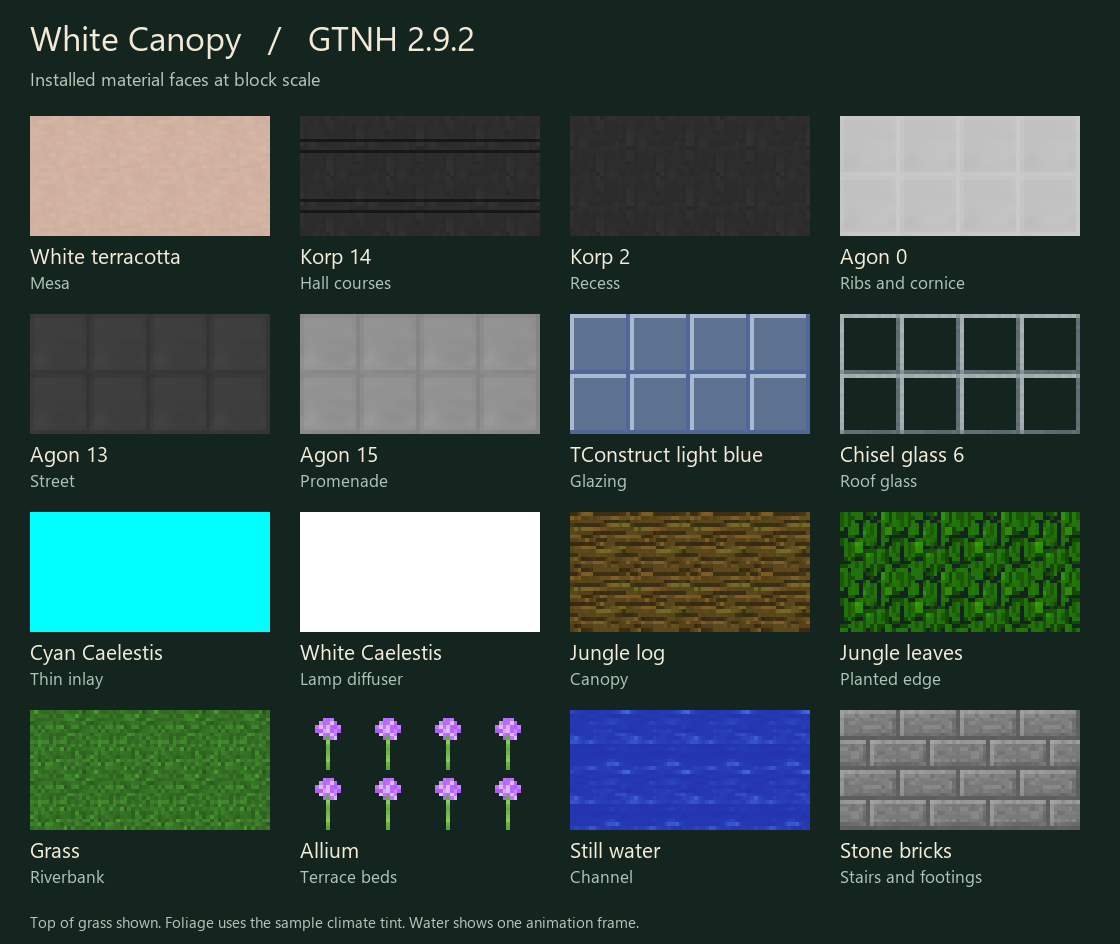 White Canopy / GTNH 2.9.2
Installed material faces at block scale
White terracotta
Mesa
Korp 14
Hall courses
Korp 2
Recess
Agon 0
Ribs and cornice
Agon 13
Street
Agon 15
Promenade
TConstruct light blue
Glazing
Chisel glass 6
Roof glass
Cyan Caelestis
Thin inlay
White Caelestis
Lamp diffuser
Jungle log
Canopy
Jungle leaves
Planted edge
Grass
Riverbank
Allium
Terrace beds
Still water
Channel
Stone bricks
Stairs and footings
Top of grass shown. Foliage uses the sample climate tint. Water shows one animation frame.